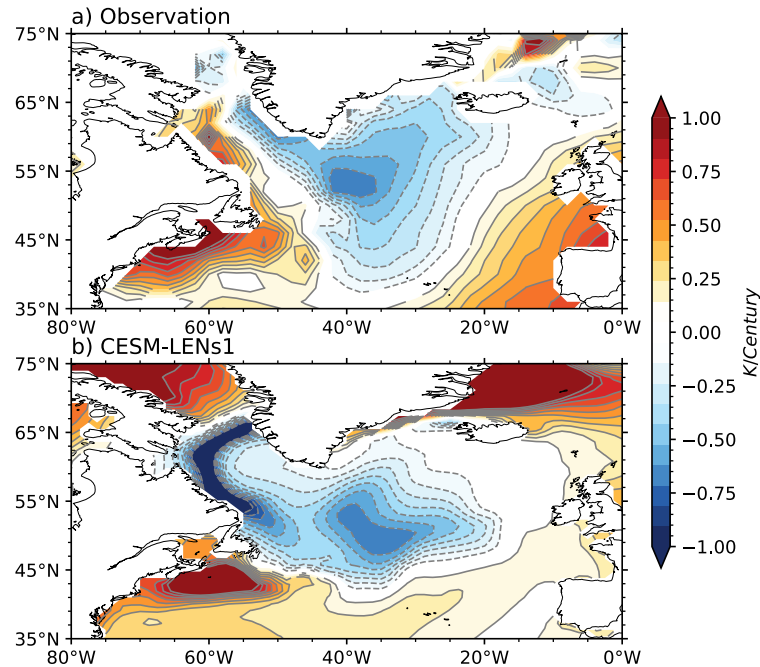 a) Observation
75°N
65°N
55°N
45°N
35°N
80°W
60°W
40°W
20°W
0°W
b) CESM-LENs1
75°N
65°N
55°N
45°N
35°N
80°W
60°W
40°W
20°W
0°W
1.00
0.75
0.50
0.25
0.00
−0.25
−0.50
−0.75
−1.00
K/Century